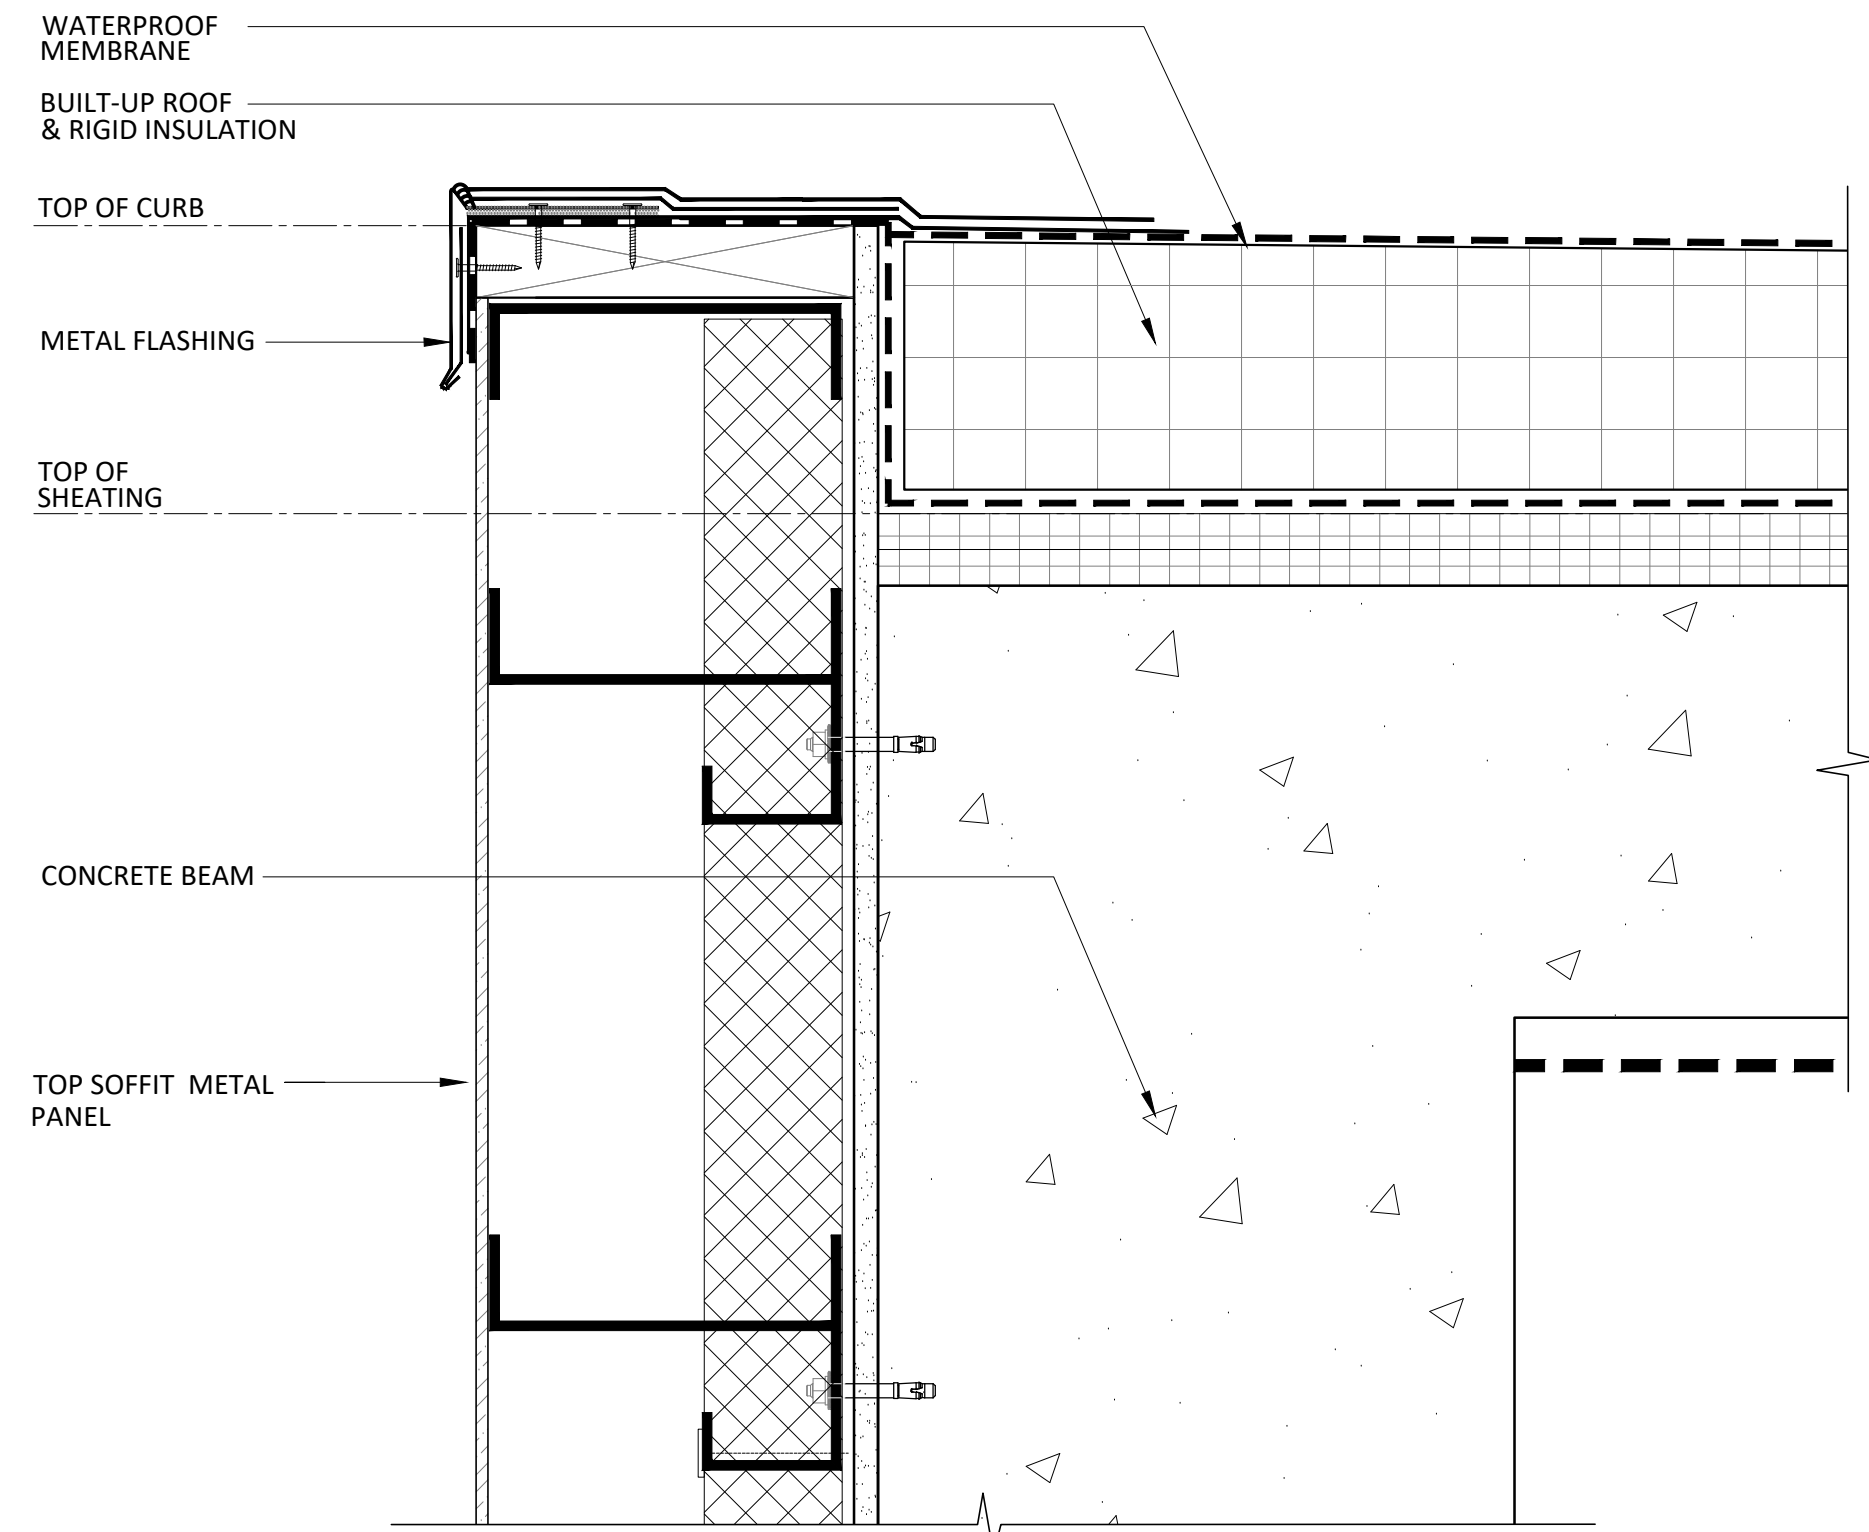 WATERPROOF
MEMBRANE
BUILT-UP ROOF
& RIGID INSULATION
TOP OF CURB
METAL FLASHING
TOP OF
SHEATING
CONCRETE BEAM
TOP SOFFIT METAL
PANEL